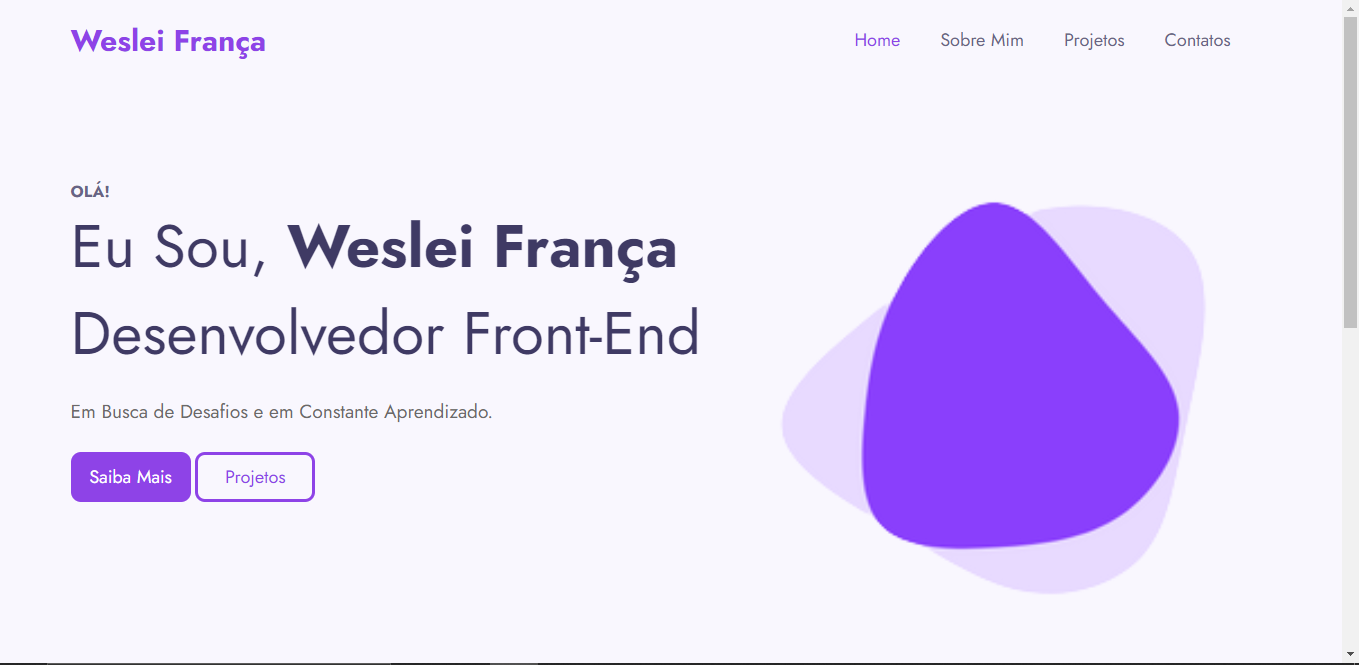 Weslei França
Home Sobre Mim Projetos Contatos
OLÁ!
Eu Sou, Weslei França
Desenvolvedor Front-End
Em Busca de Desafios e em Constante Aprendizado.
Saiba Mais Projetos